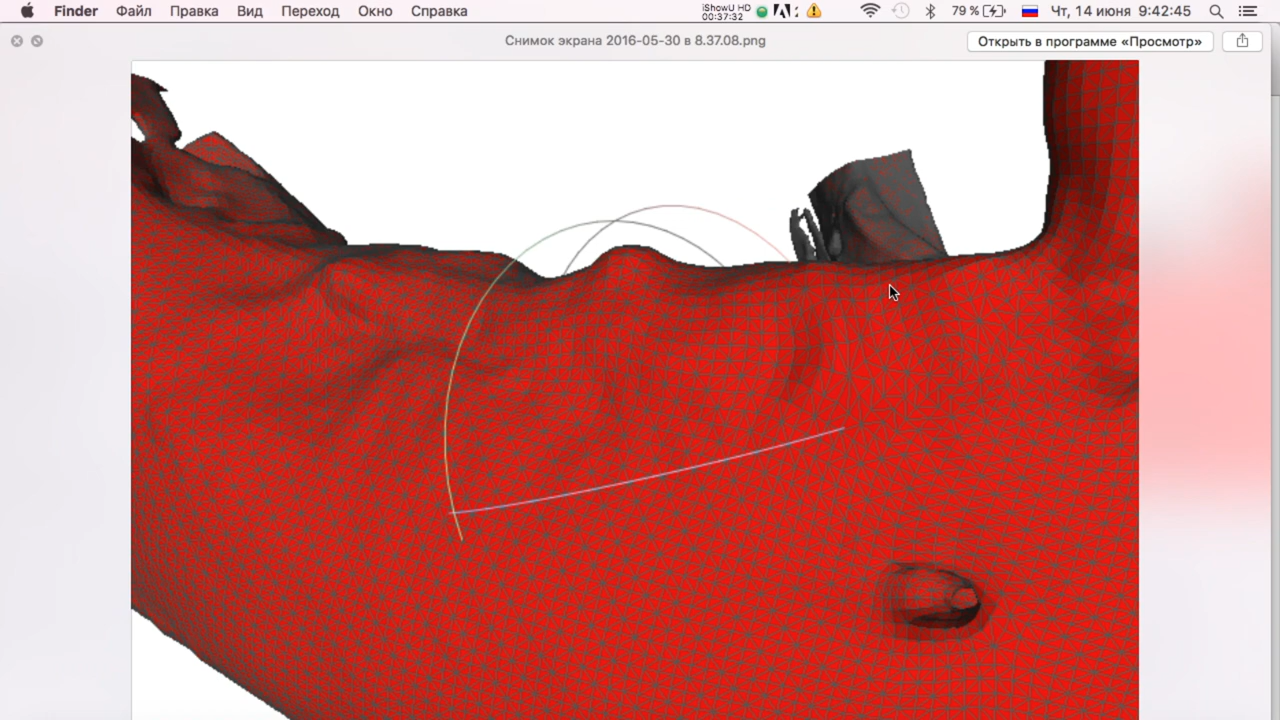 Finder Файл Правка Вид Переход Окно Справка iShowU HD 00:37:32 79 % Чт, 14 июня 9:42:45
Снимок экрана 2016-05-30 в 8.37.08.png Открыть в программе «Просмотр»